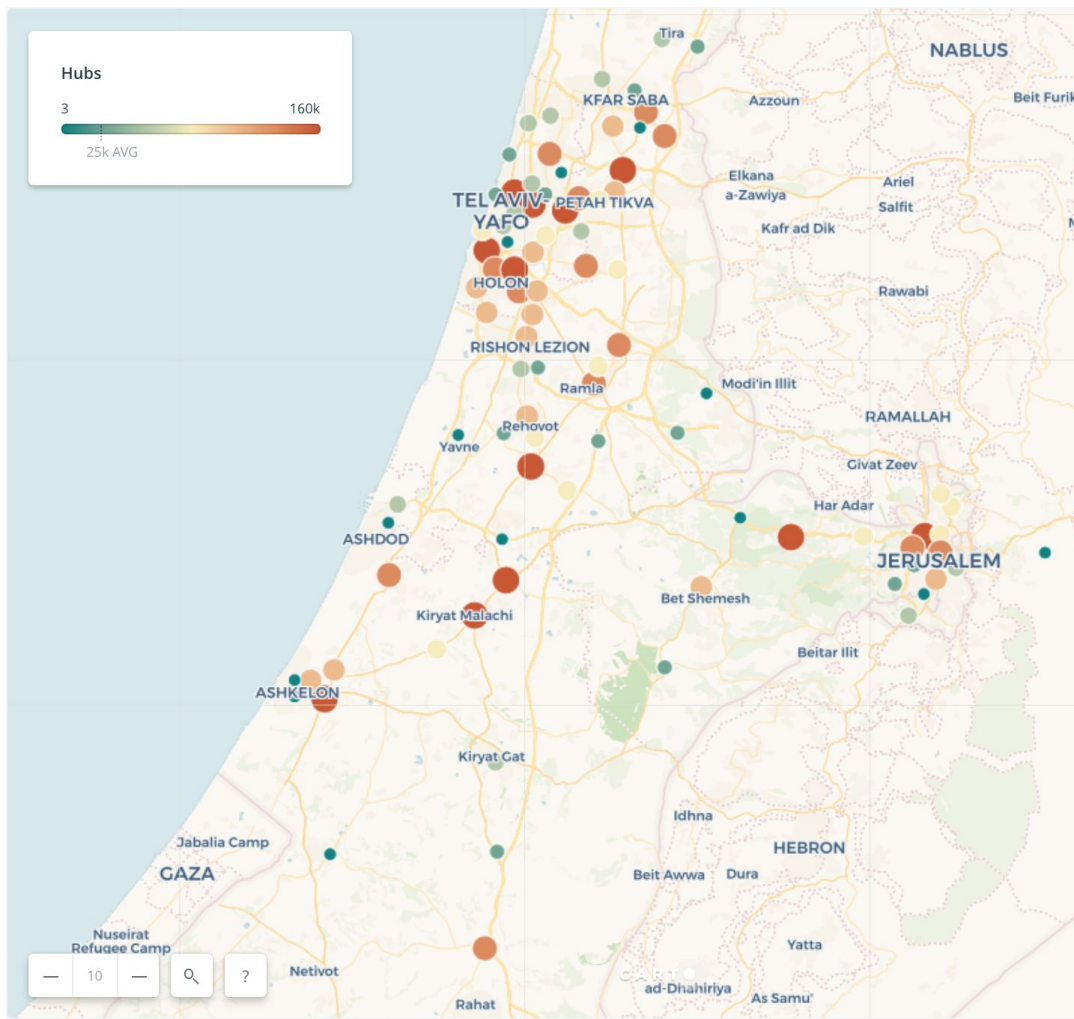 Hubs
3 160k
25k AVG
Tira
NABLUS
KFAR SABA
Azzoun
Elkana
a-Zawiya
Ariel
Salfit
TEL AVIV-
YAFO
PETAH TIKVA
Kafr ad Dik
HOLON
Rawabi
RISHON LEZION
Ramla
Modi'in Illit
RAMALLAH
Rehovot
Yavne
Givat Zeev
Har Adar
ASHDOD
JERUSALEM
Bet Shemesh
Kiryat Malachi
Beitar Ilit
ASHKELON
Kiryat Gat
Idhna
Jabalia Camp
HEBRON
GAZA
Beit Awwa
Dura
Nuseirat
Refugee Camp
Yatta
Netivot
10
?
CARTO
ad-Dhahiriya
As Samu'
Rahat